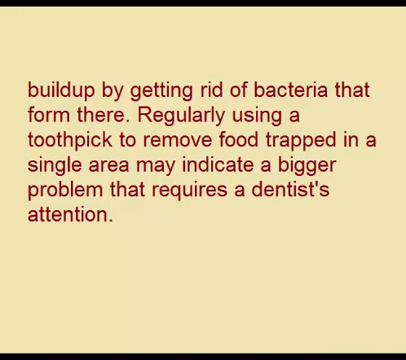 buildup by getting rid of bacteria that
form there. Regularly using a
toothpick to remove food trapped in a
single area may indicate a bigger
problem that requires a dentist's
attention.